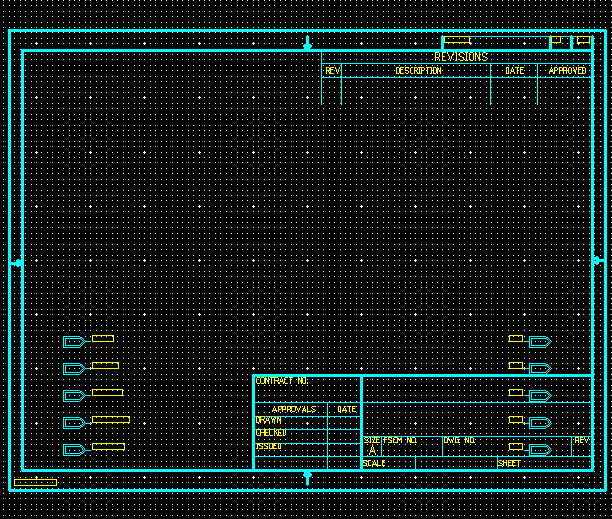 REVISIONS
REV DESCRIPTION DATE APPROVED
CONTRACT NO.
APPROVALS DATE
DRAWN
CHECKED
ISSUED
SIZE FSCM NO. DWG NO. REV
A
SCALE SHEET